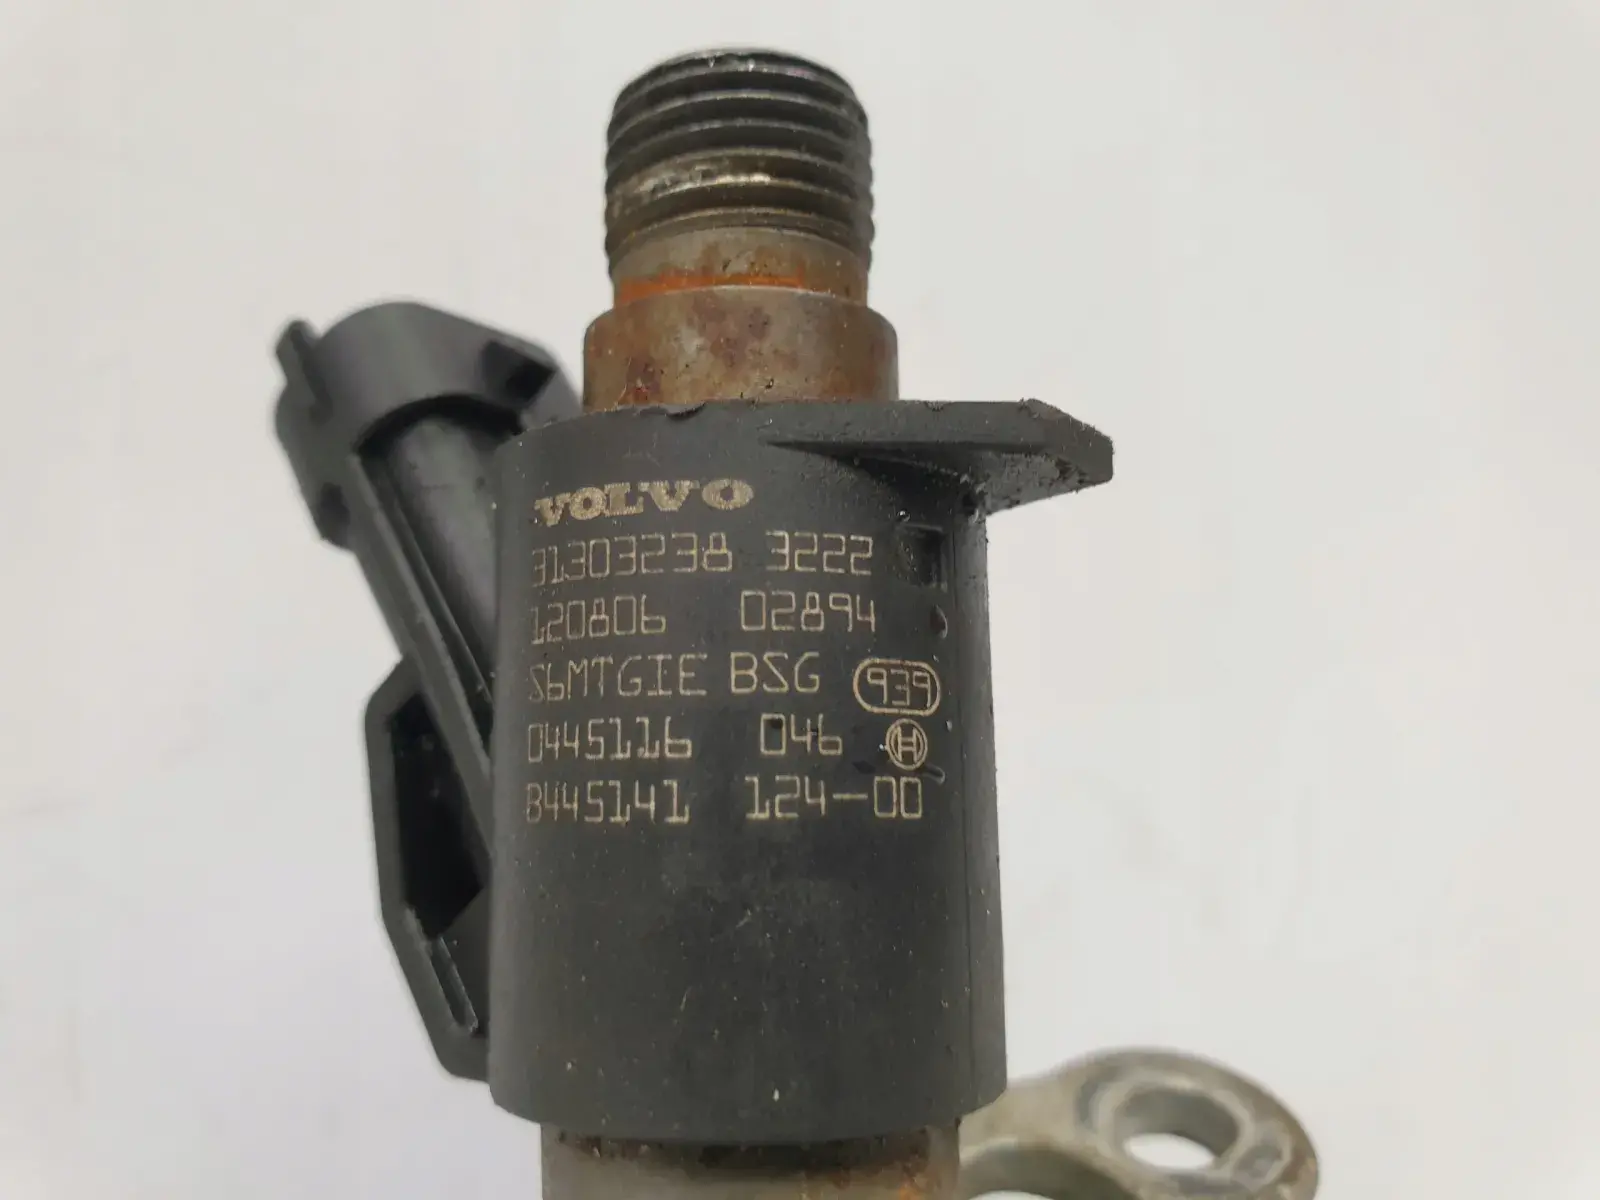 VOLVO
31303238 3222
120806 02894
S6MTGIE BSG 939
0445116 046 H
B445141 124-00